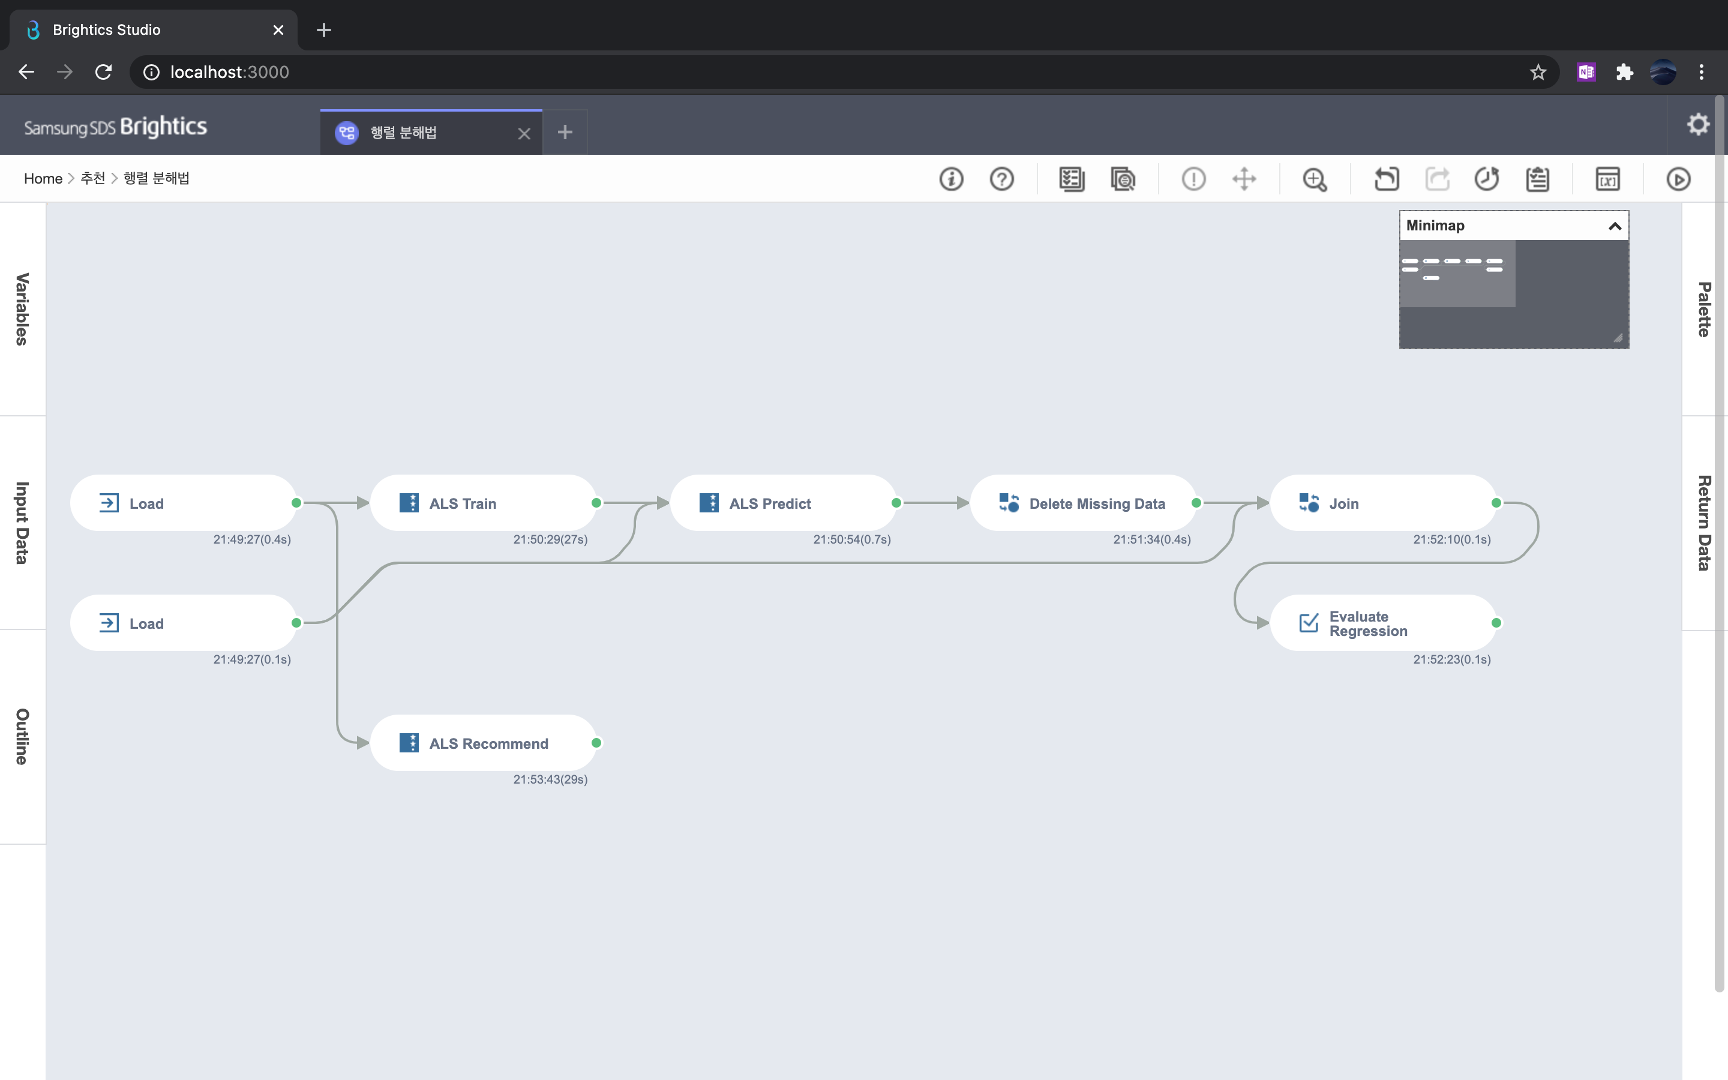 Brightics Studio
localhost:3000
Samsung SDS Brightics
행렬 분해법
Home > 추천 > 행렬 분해법
Minimap
Variables
Input Data
Outline
Palette
Return Data
Load
21:49:27(0.4s)
ALS Train
21:50:29(27s)
ALS Predict
21:50:54(0.7s)
Delete Missing Data
21:51:34(0.4s)
Join
21:52:10(0.1s)
Load
21:49:27(0.1s)
Evaluate
Regression
21:52:23(0.1s)
ALS Recommend
21:53:43(29s)